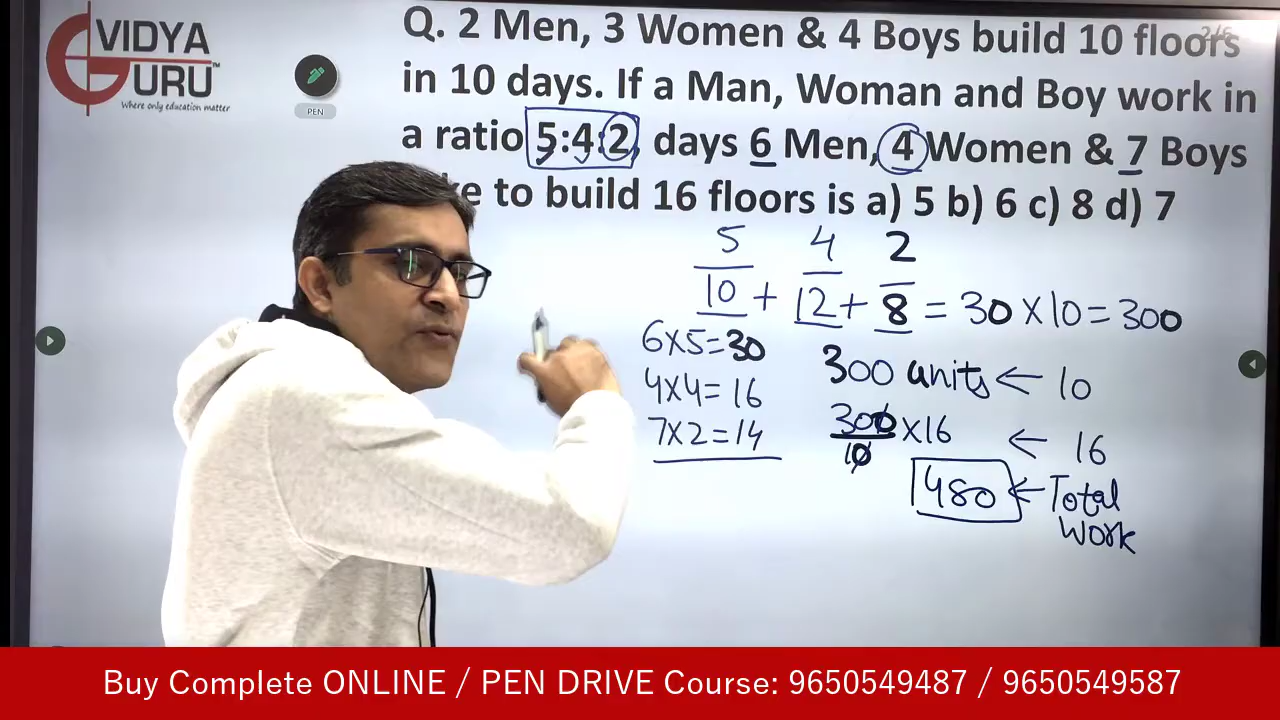 VIDYA
GURU™
Where only education matter
PEN
Q. 2 Men, 3 Women & 4 Boys build 10 floors
in 10 days. If a Man, Woman and Boy work in
a ratio 5:4:2, days 6 Men, 4 Women & 7 Boys
to build 16 floors is a) 5 b) 6 c) 8 d) 7
5 4 2
10 + 12 + 8 = 30 X 10 = 300
6X5=30
4X4=16
7X2=14
300 units ← 10
300/10 X16 ← 16
480 ← Total
work
Buy Complete ONLINE / PEN DRIVE Course: 9650549487 / 9650549587